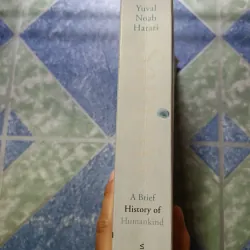 Yuval
Noah
Harari
A Brief
History of
Humankind